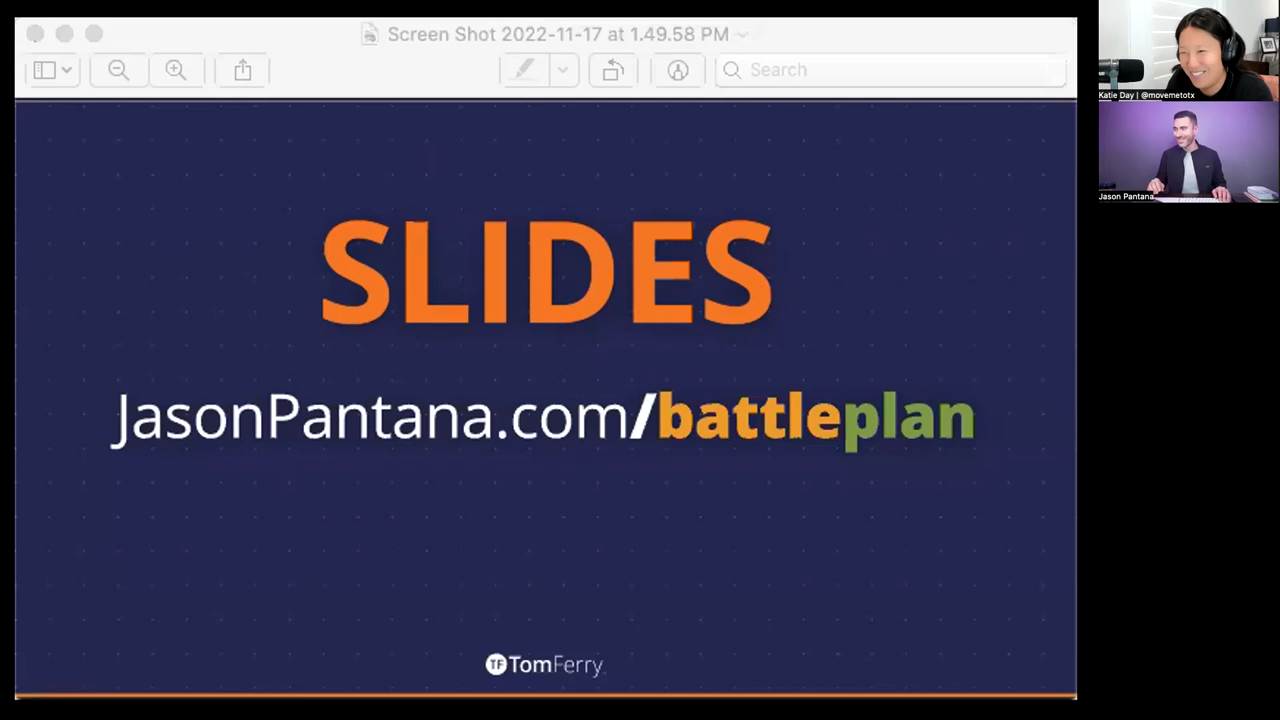 Screen Shot 2022-11-17 at 1.49.58 PM
Search
SLIDES
JasonPantana.com/battleplan
TF TomFerry
Katie Day | @movemetotx
Jason Pantana